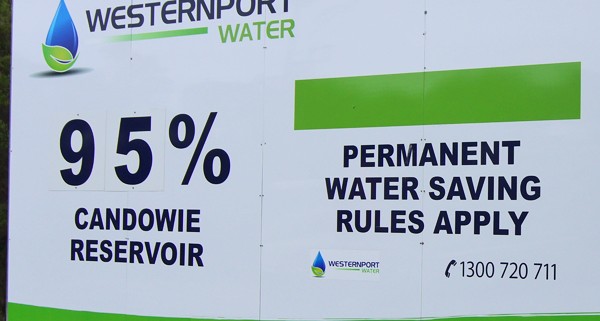 WESTERNPORT
WATER
95%
CANDOWIE
RESERVOIR
PERMANENT
WATER SAVING
RULES APPLY
WESTERNPORT
WATER
1300 720 711